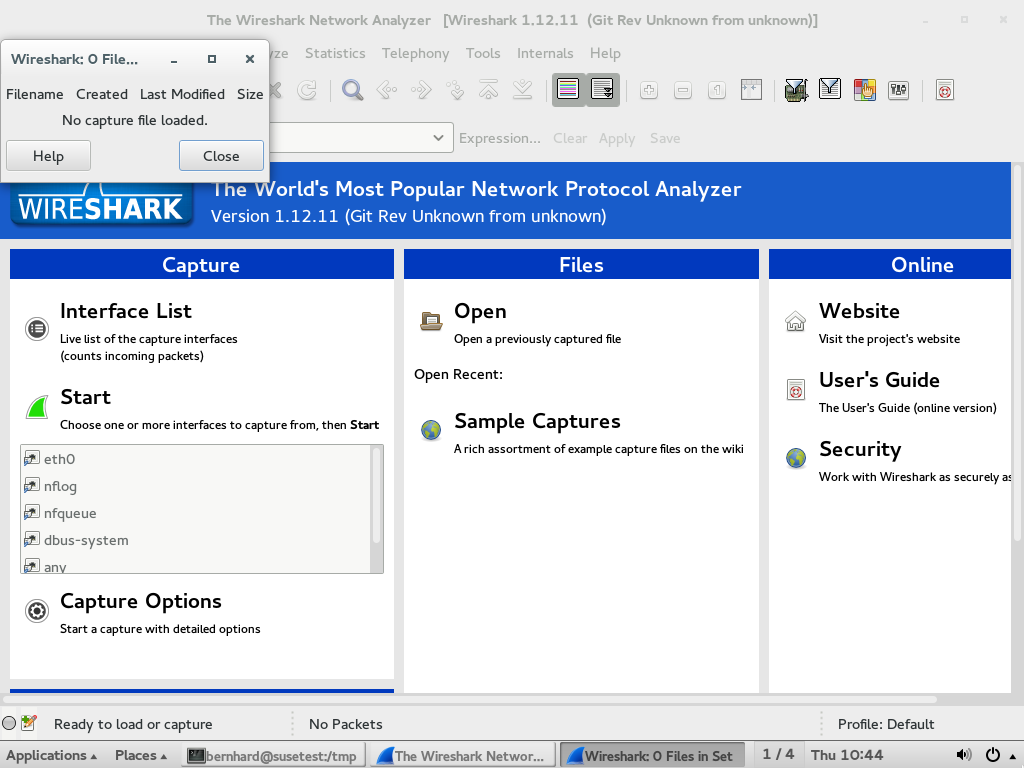 The Wireshark Network Analyzer [Wireshark 1.12.11 (Git Rev Unknown from unknown)]
Wireshark: 0 File...
Statistics Telephony Tools Internals Help
Filename Created Last Modified Size
No capture file loaded.
Help Close
Expression... Clear Apply Save
WIRESHARK
The World's Most Popular Network Protocol Analyzer
Version 1.12.11 (Git Rev Unknown from unknown)
Capture
Interface List
Live list of the capture interfaces
(counts incoming packets)
Start
Choose one or more interfaces to capture from, then Start
eth0
nflog
nfqueue
dbus-system
any
Capture Options
Start a capture with detailed options
Files
Open
Open a previously captured file
Open Recent:
Sample Captures
A rich assortment of example capture files on the wiki
Online
Website
Visit the project's website
User's Guide
The User's Guide (online version)
Security
Work with Wireshark as securely as
Ready to load or capture No Packets Profile: Default
Applications Places bernhard@susetest:/tmp The Wireshark Networ... Wireshark: 0 Files in Set 1 / 4 Thu 10:44